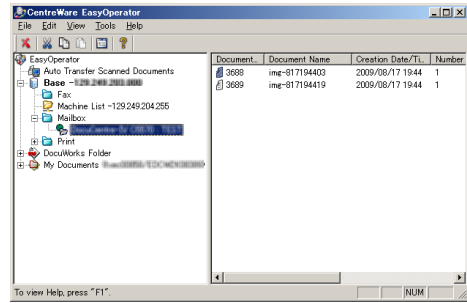 CentreWare EasyOperator
File Edit View Tools Help
EasyOperator
Auto Transfer Scanned Documents
Base -
Fax
Machine List -129.249.204.255
Mailbox
Print
DocuWorks Folder
My Documents
Document.. Document Name Creation Date/Ti.. Number
3688 img-817194403 2009/08/17 19:44 1
3689 img-817194419 2009/08/17 19:44 1
To view Help, press "F1".
NUM